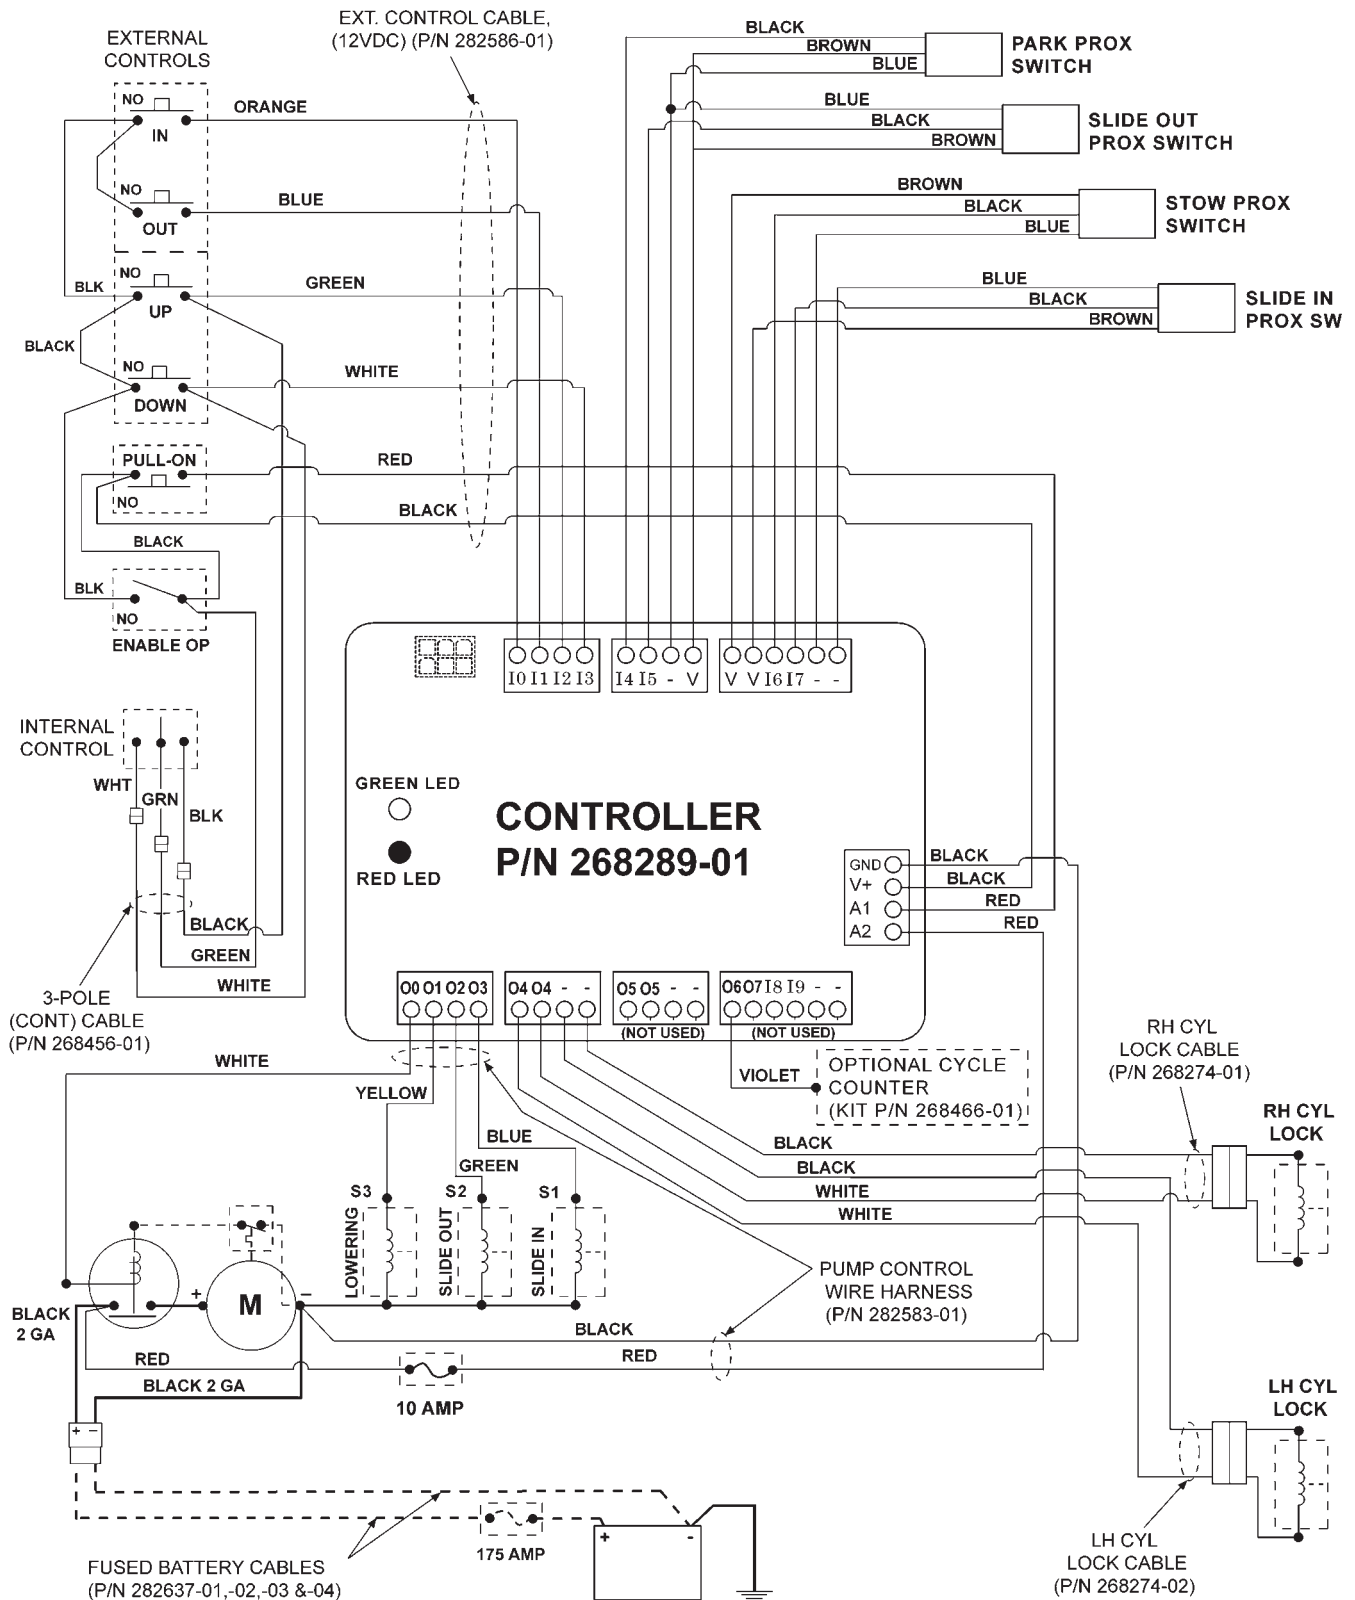 EXT. CONTROL CABLE,
(12VDC) (P/N 282586-01)
EXTERNAL
CONTROLS
NO
IN
ORANGE
NO
OUT
BLUE
NO
UP
BLK
GREEN
BLACK
NO
DOWN
WHITE
PULL-ON
NO
RED
BLACK
BLACK
BLK
NO
ENABLE OP
BLACK
BROWN
BLUE
PARK PROX
SWITCH
BLUE
BLACK
BROWN
SLIDE OUT
PROX SWITCH
BROWN
BLACK
BLUE
STOW PROX
SWITCH
BLUE
BLACK
BROWN
SLIDE IN
PROX SW
I0 I1 I2 I3
I4 I5 - V
V V I6 I7 - -
INTERNAL
CONTROL
WHT
GRN
BLK
BLACK
GREEN
WHITE
3-POLE
(CONT) CABLE
(P/N 268456-01)
GREEN LED
RED LED
CONTROLLER
P/N 268289-01
GND
V+
A1
A2
BLACK
BLACK
RED
RED
O0 O1 O2 O3
O4 O4 - -
O5 O5 - -
(NOT USED)
O6 O7 I8 I9 - -
(NOT USED)
WHITE
YELLOW
BLUE
GREEN
VIOLET
OPTIONAL CYCLE
COUNTER
(KIT P/N 268466-01)
RH CYL
LOCK CABLE
(P/N 268274-01)
RH CYL
LOCK
BLACK
BLACK
WHITE
WHITE
S3
LOWERING
S2
SLIDE OUT
S1
SLIDE IN
PUMP CONTROL
WIRE HARNESS
(P/N 282583-01)
+
M
-
BLACK
2 GA
BLACK
RED
RED
BLACK 2 GA
10 AMP
+ -
LH CYL
LOCK
LH CYL
LOCK CABLE
(P/N 268274-02)
175 AMP
+ -
FUSED BATTERY CABLES
(P/N 282637-01,-02,-03 &-04)